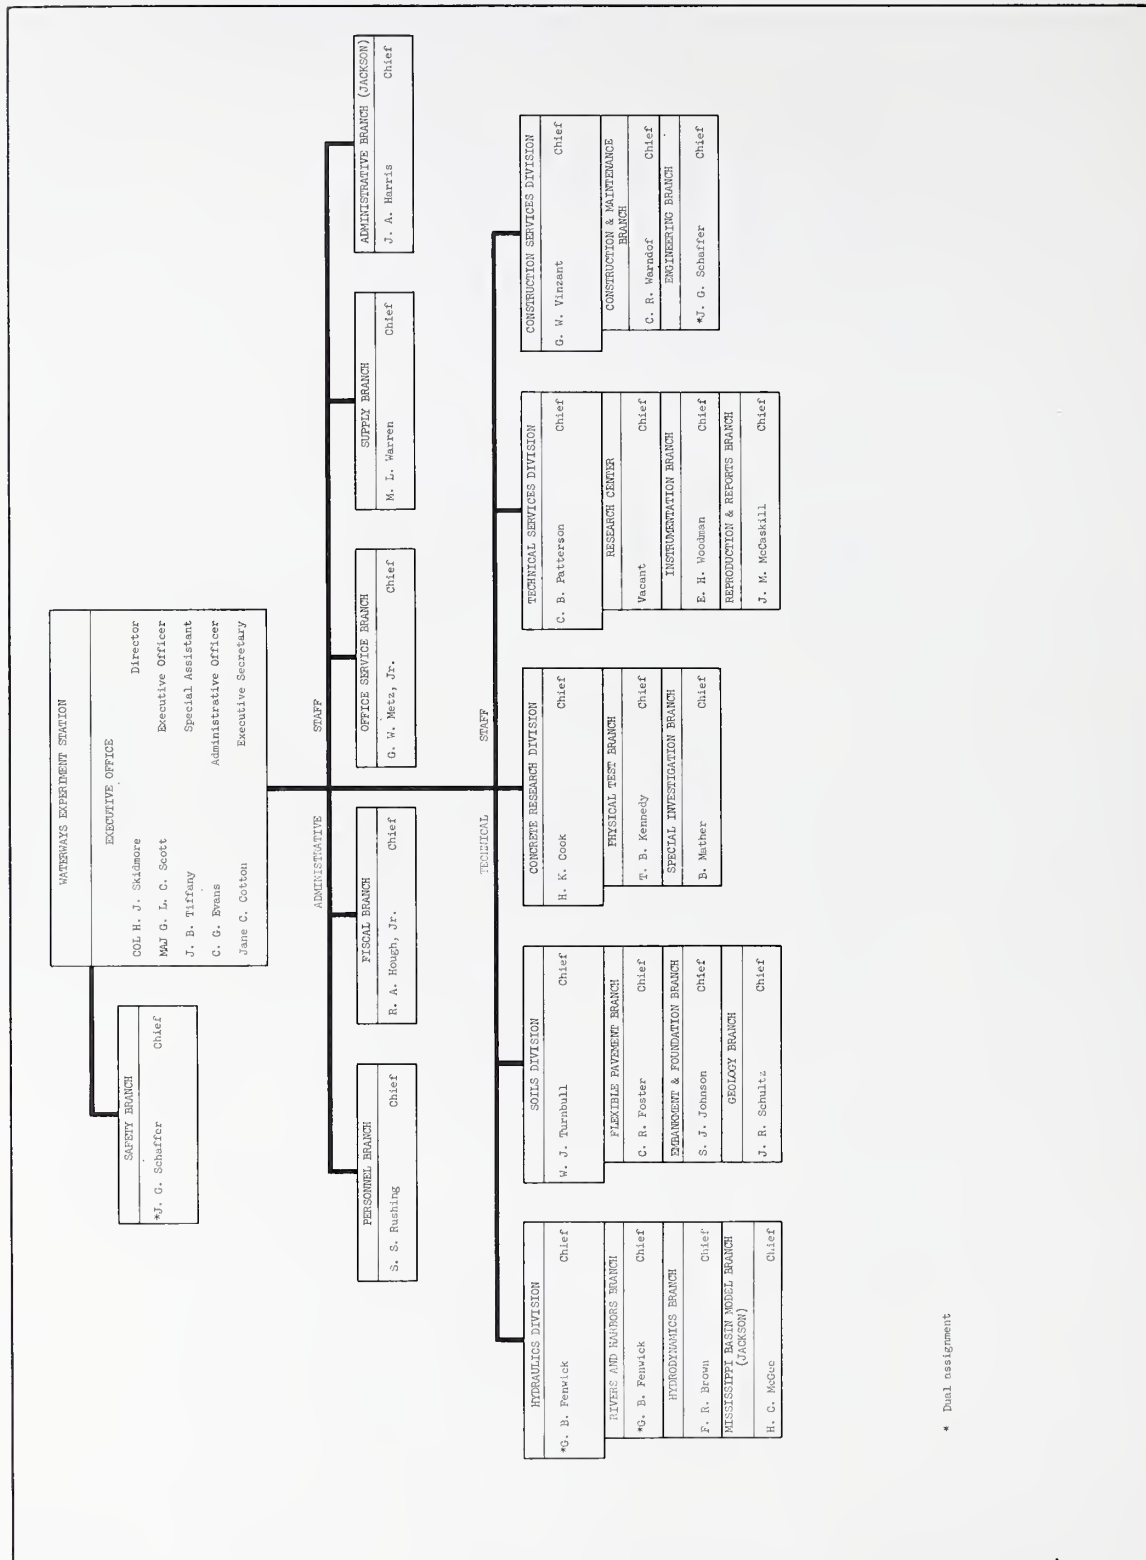 WATERWAYS EXPERIMENT STATION
EXECUTIVE OFFICE
COL H. J. Skidmore Director
MAJ G. L. C. Scott Executive Officer
J. B. Tiffany Special Assistant
C. G. Evans Administrative Officer
Jane C. Cotton Executive Secretary
SAFETY BRANCH
*J. G. Schaffer Chief
ADMINISTRATIVE STAFF
PERSONNEL BRANCH
S. S. Rushing Chief
FISCAL BRANCH
R. A. Hough, Jr. Chief
OFFICE SERVICE BRANCH
G. W. Metz, Jr. Chief
SUPPLY BRANCH
M. L. Warren Chief
ADMINISTRATIVE BRANCH (JACKSON)
J. A. Harris Chief
TECHNICAL STAFF
HYDRAULICS DIVISION
*G. B. Fenwick Chief
RIVERS AND HARBORS BRANCH
*G. B. Fenwick Chief
HYDRODYNAMICS BRANCH
F. R. Brown Chief
MISSISSIPPI BASIN MODEL BRANCH
(JACKSON)
H. C. McGee Chief
SOILS DIVISION
W. J. Turnbull Chief
FLEXIBLE PAVEMENT BRANCH
C. R. Foster Chief
EMBANKMENT & FOUNDATION BRANCH
S. J. Johnson Chief
GEOLOGY BRANCH
J. R. Schultz Chief
CONCRETE RESEARCH DIVISION
H. K. Cook Chief
PHYSICAL TEST BRANCH
T. B. Kennedy Chief
SPECIAL INVESTIGATION BRANCH
B. Mather Chief
TECHNICAL SERVICES DIVISION
C. B. Patterson Chief
RESEARCH CENTER
Vacant Chief
INSTRUMENTATION BRANCH
E. H. Woodman Chief
REPRODUCTION & REPORTS BRANCH
J. M. McCaskill Chief
CONSTRUCTION SERVICES DIVISION
G. W. Vinzant Chief
CONSTRUCTION & MAINTENANCE
BRANCH
C. R. Warndof Chief
ENGINEERING BRANCH
*J. G. Schaffer Chief
* Dual assignment